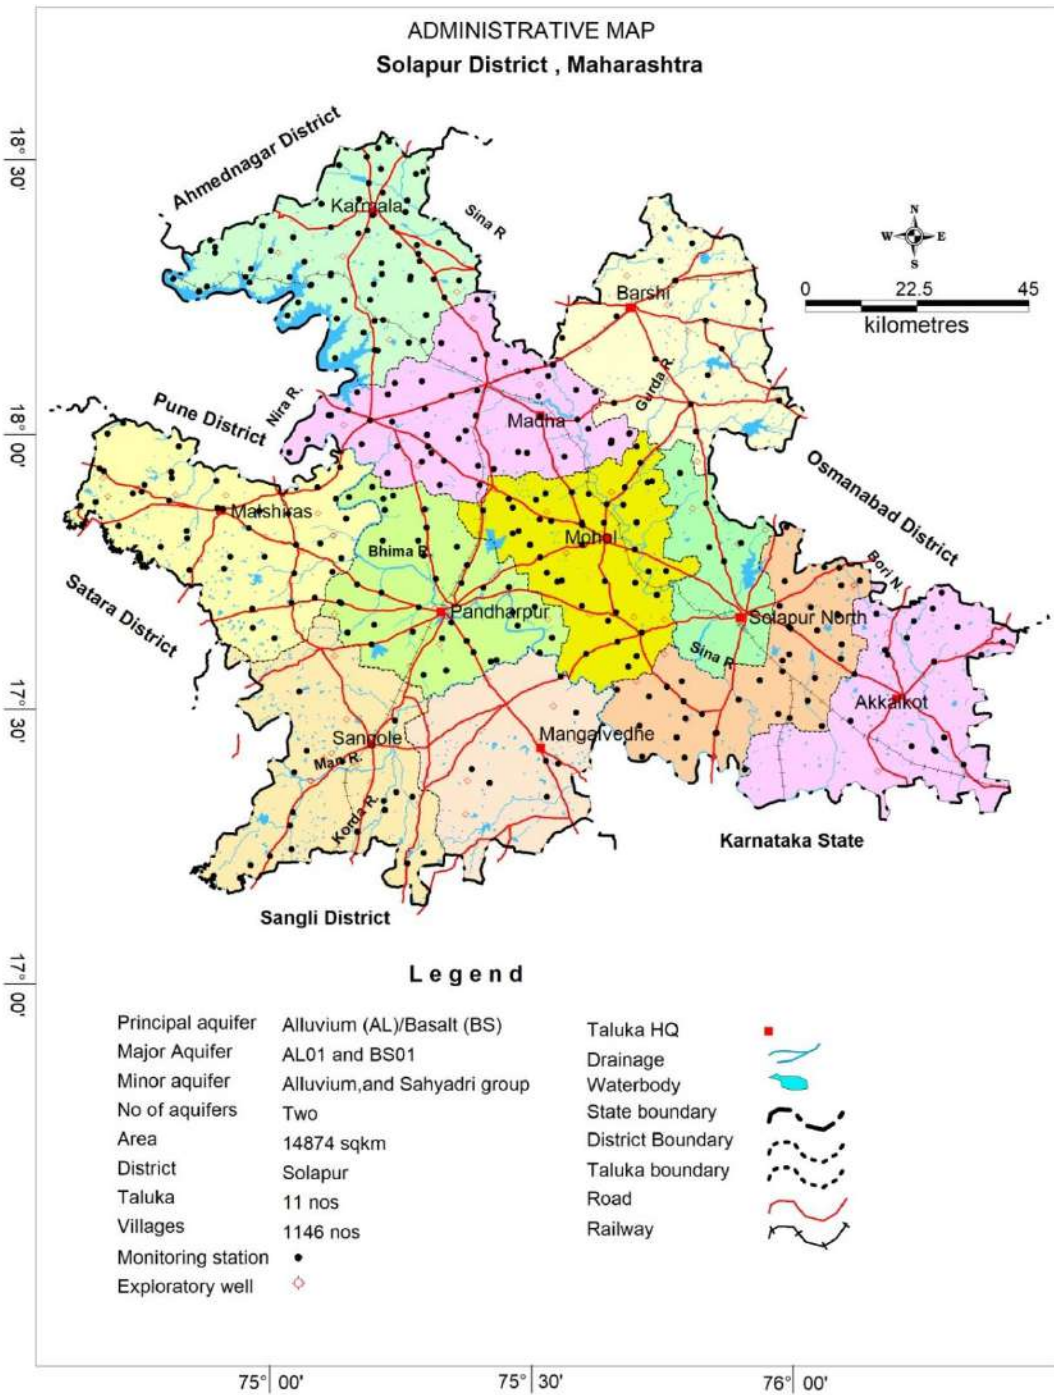 ADMINISTRATIVE MAP
Solapur District , Maharashtra
Ahmednagar District
18° 30'
Karmala
Sina R
N
W E
S
0 22.5 45
kilometres
Barshi
Gurda R.
Nira R.
Pune District
Madha
18° 00'
Osmanabad District
Malshiras
Mohol
Bhima R.
Bori N
Satara District
Pandharpur
Solapur North
Sina R
17° 30'
Akkalkot
Sangole
Mangalvedhe
Man R.
Korda R.
Karnataka State
Sangli District
17° 00'
Legend
Principal aquifer Alluvium (AL)/Basalt (BS)
Major Aquifer AL01 and BS01
Minor aquifer Alluvium,and Sahyadri group
No of aquifers Two
Area 14874 sqkm
District Solapur
Taluka 11 nos
Villages 1146 nos
Monitoring station
Exploratory well
Taluka HQ
Drainage
Waterbody
State boundary
District Boundary
Taluka boundary
Road
Railway
75° 00' 75° 30' 76° 00'